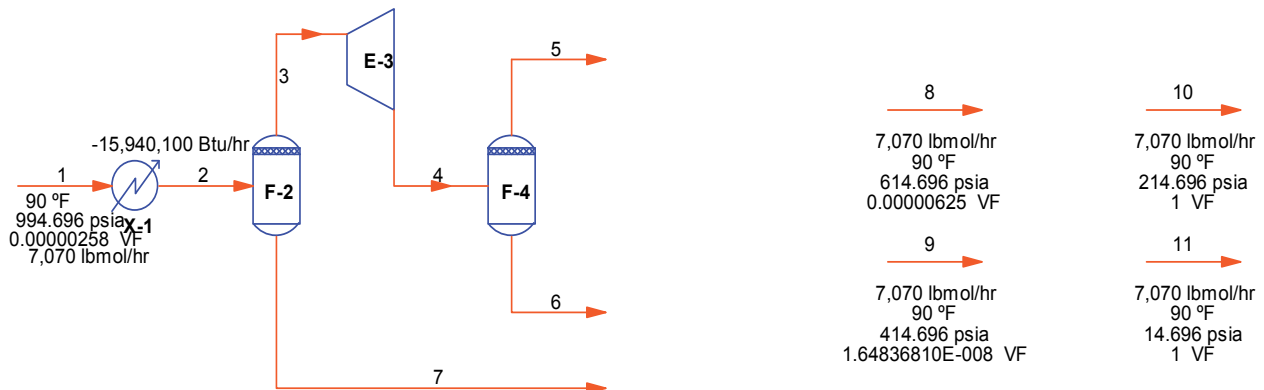 5
E-3
3
8
10
-15,940,100 Btu/hr
7,070 lbmol/hr
90 ºF
614.696 psia
0.00000625 VF
7,070 lbmol/hr
90 ºF
214.696 psia
1 VF
1
2
4
F-2
F-4
90 ºF
994.696 psia
X-1
0.00000258 VF
7,070 lbmol/hr
9
11
7,070 lbmol/hr
90 ºF
414.696 psia
1.64836810E-008 VF
7,070 lbmol/hr
90 ºF
14.696 psia
1 VF
6
7